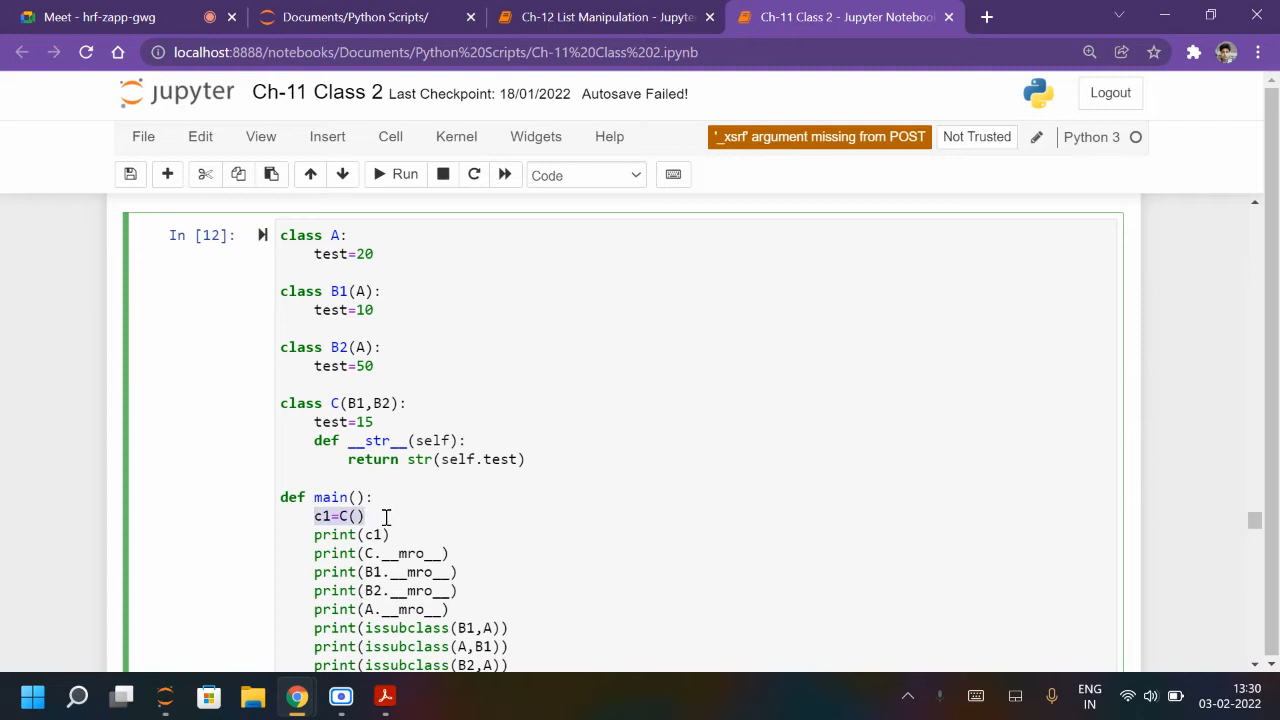 Meet - hrf-zapp-gwg
Documents/Python Scripts/
Ch-12 List Manipulation - Jupyte
Ch-11 Class 2 - Jupyter Notebook
localhost:8888/notebooks/Documents/Python%20Scripts/Ch-11%20Class%202.ipynb
jupyter Ch-11 Class 2 Last Checkpoint: 18/01/2022 Autosave Failed!
Logout
File Edit View Insert Cell Kernel Widgets Help
'_xsrf' argument missing from POST
Not Trusted
Python 3
Run
Code
In [12]:
class A:
    test=20
class B1(A):
    test=10
class B2(A):
    test=50
class C(B1,B2):
    test=15
    def __str__(self):
        return str(self.test)
def main():
    c1=C()
    print(c1)
    print(C.__mro__)
    print(B1.__mro__)
    print(B2.__mro__)
    print(A.__mro__)
    print(issubclass(B1,A))
    print(issubclass(A,B1))
    print(issubclass(B2,A))
ENG
IN
13:30
03-02-2022